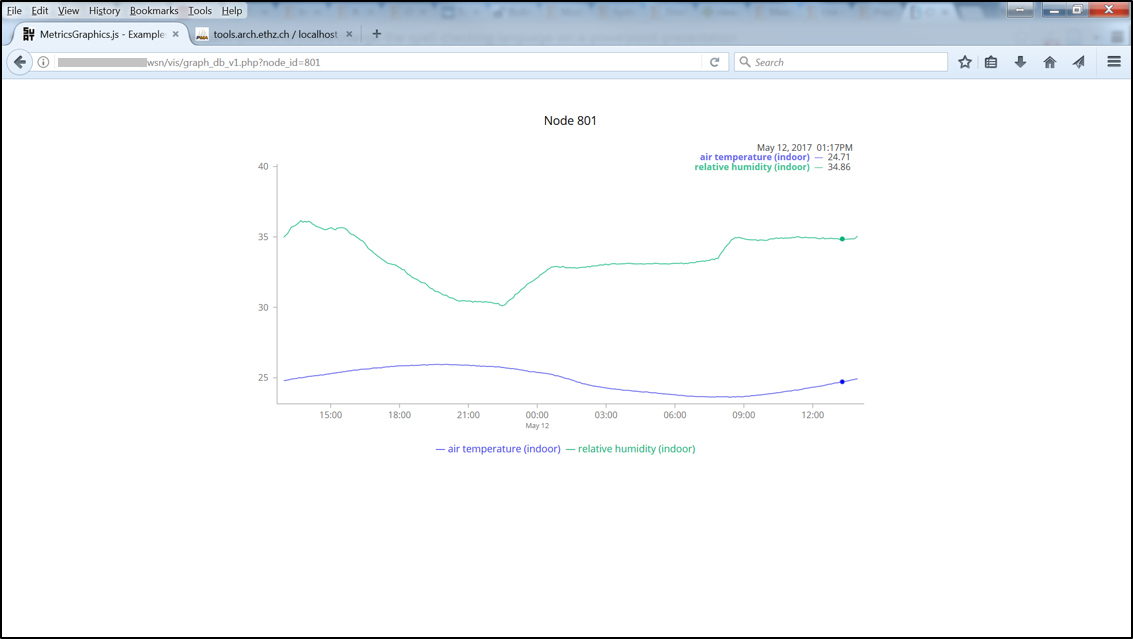 File Edit View History Bookmarks Tools Help
MetricsGraphics.js - Example
tools.arch.ethz.ch / localhost
wsn/vis/graph_db_v1.php?node_id=801
Search
Node 801
May 12, 2017 01:17PM
air temperature (indoor) — 24.71
relative humidity (indoor) — 34.86
40
35
30
25
15:00 18:00 21:00 00:00 03:00 06:00 09:00 12:00
May 12
— air temperature (indoor) — relative humidity (indoor)